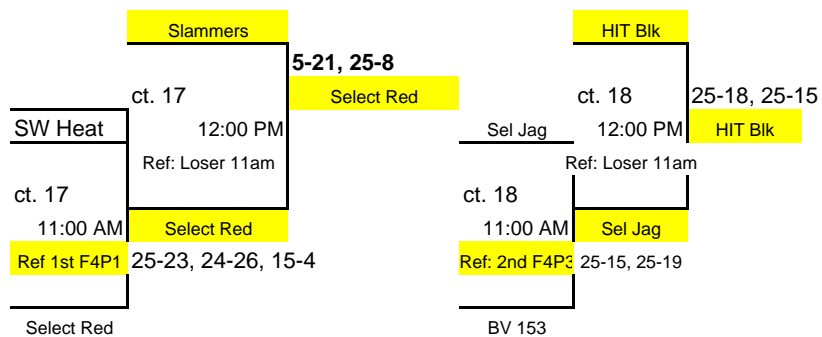 Slammers
HIT Blk
5-21, 25-8
ct. 17
Select Red
ct. 18
25-18, 25-15
SW Heat
12:00 PM
Sel Jag
12:00 PM
HIT Blk
Ref: Loser 11am
Ref: Loser 11am
ct. 17
ct. 18
11:00 AM
Select Red
11:00 AM
Sel Jag
Ref 1st F4P1
25-23, 24-26, 15-4
Ref: 2nd F4P3
25-15, 25-19
Select Red
BV 153